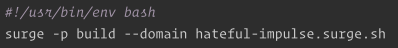 #!/usr/bin/env bash
surge -p build --domain hateful-impulse.surge.sh